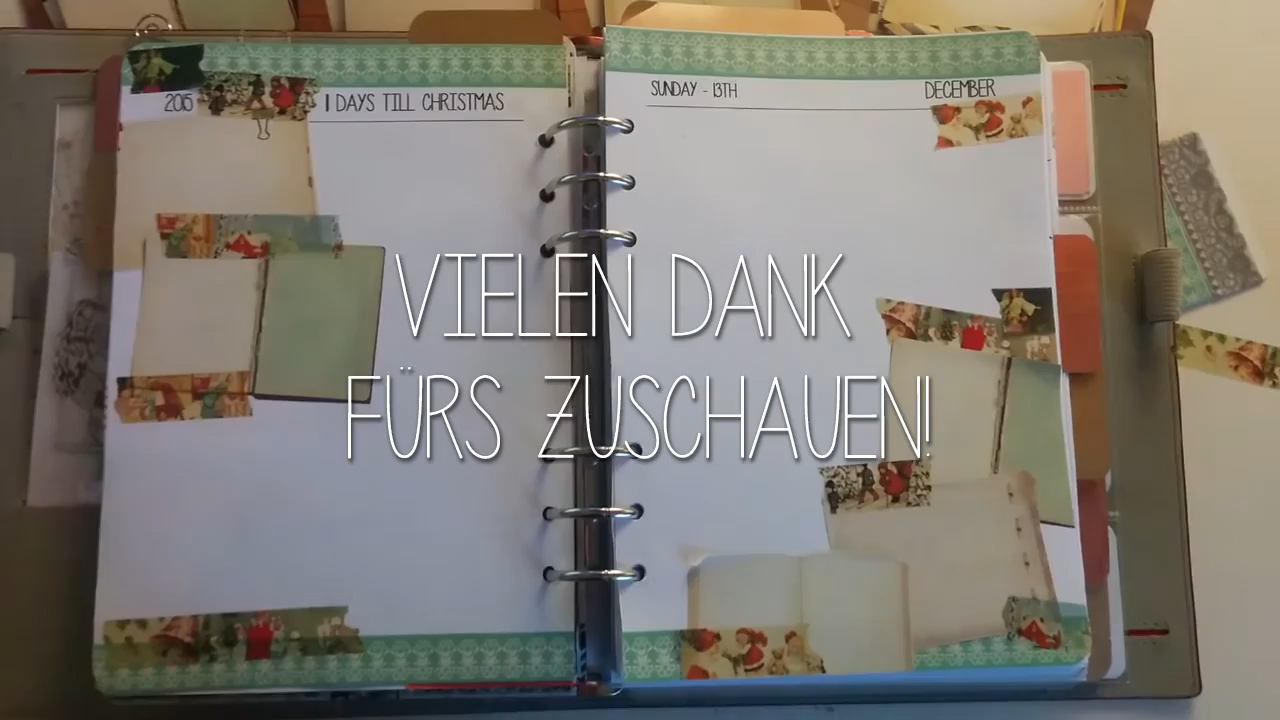 2015 1 DAYS TILL CHRISTMAS
SUNDAY - 13TH DECEMBER
VIELEN DANK
FÜRS ZUSCHAUEN!